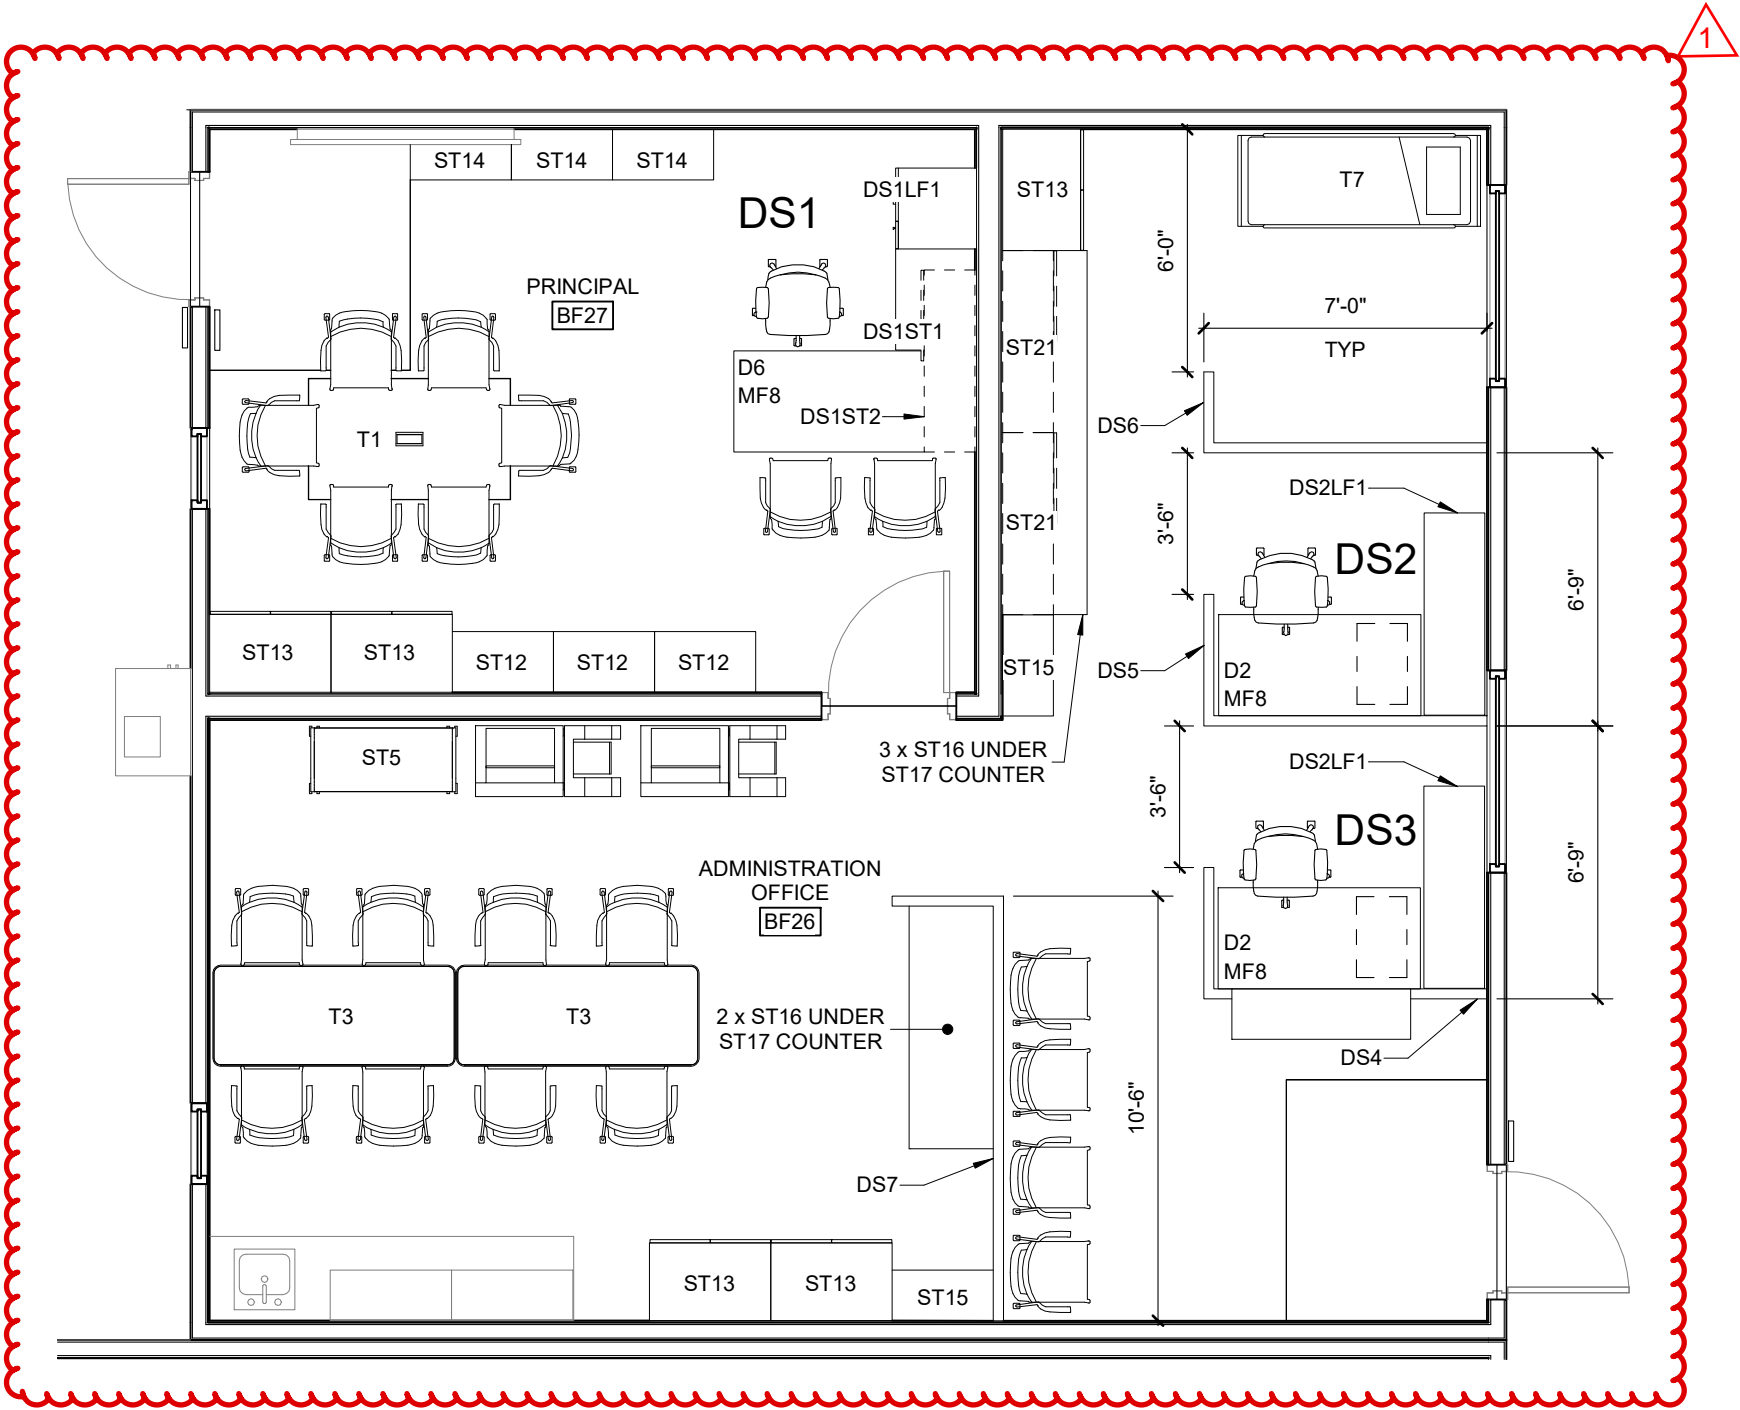 1
ST14
ST14
ST14
DS1LF1
ST13
T7
DS1
6'-0"
PRINCIPAL
BF27
7'-0"
TYP
DS1ST1
ST21
D6
MF8
DS1ST2
DS6
T1
DS2LF1
3'-6"
ST21
DS2
6'-9"
ST13
ST13
ST12
ST12
ST12
ST15
DS5
D2
MF8
ST5
3 x ST16 UNDER
ST17 COUNTER
DS2LF1
3'-6"
DS3
6'-9"
ADMINISTRATION
OFFICE
BF26
D2
MF8
T3
T3
2 x ST16 UNDER
ST17 COUNTER
DS4
10'-6"
DS7
ST13
ST13
ST15